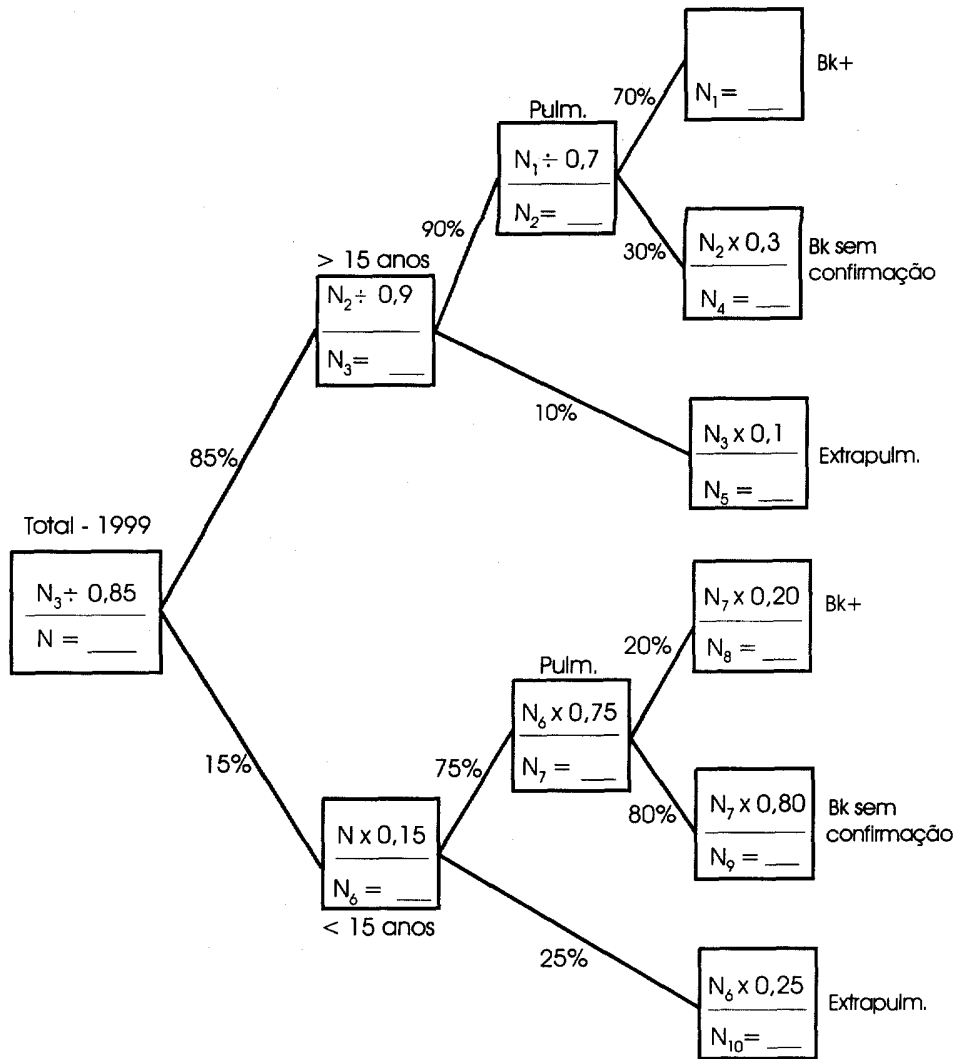 Bk+
N₁ = ___
70%
Pulm.
N₁ ÷ 0,7
N₂ = ___
90%
30%
N₂ x 0,3
N₄ = ___
Bk sem
confirmação
> 15 anos
N₂ ÷ 0,9
N₃ = ___
10%
N₃ x 0,1
N₅ = ___
Extrapulm.
85%
Total - 1999
N₃ ÷ 0,85
N = ___
N₇ x 0,20
N₈ = ___
Bk+
20%
Pulm.
N₆ x 0,75
N₇ = ___
15%
75%
80%
N₇ x 0,80
N₉ = ___
Bk sem
confirmação
N x 0,15
N₆ = ___
< 15 anos
25%
N₆ x 0,25
N₁₀ = ___
Extrapulm.